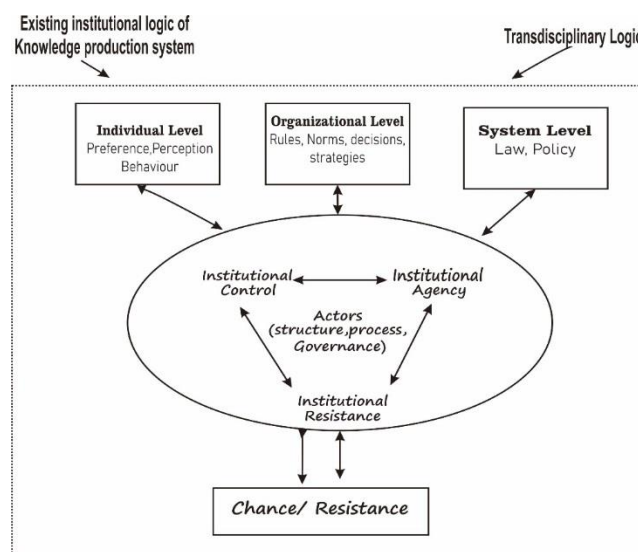 Existing institutional logic of
Knowledge production system
Transdisciplinary Logic
Individual Level
Preference,Perception
Behaviour
Organizational Level
Rules, Norms, decisions,
strategies
System Level
Law, Policy
Institutional
Control
Institutional
Agency
Actors
(structure,process,
Governance)
Institutional
Resistance
Chance/ Resistance